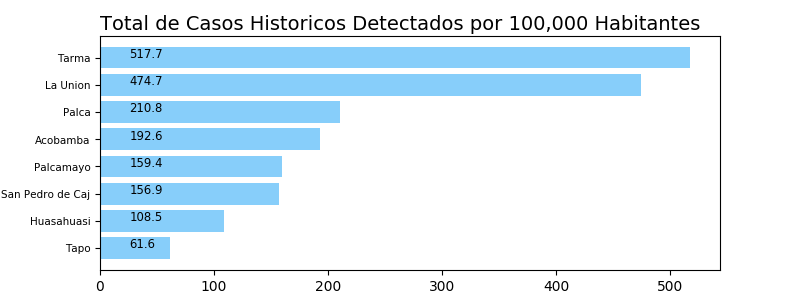 Total de Casos Historicos Detectados por 100,000 Habitantes
Tarma 517.7
La Union 474.7
Palca 210.8
Acobamba 192.6
Palcamayo 159.4
San Pedro de Caj 156.9
Huasahuasi 108.5
Tapo 61.6
0 100 200 300 400 500